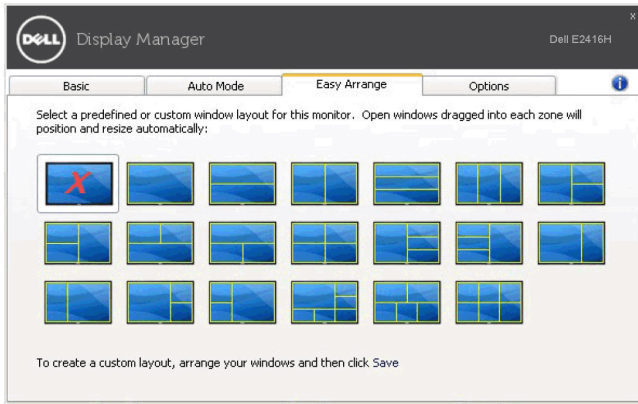 DELL Display Manager Dell E2416H
x
Basic Auto Mode Easy Arrange Options i
Select a predefined or custom window layout for this monitor. Open windows dragged into each zone will
position and resize automatically:
X
To create a custom layout, arrange your windows and then click Save